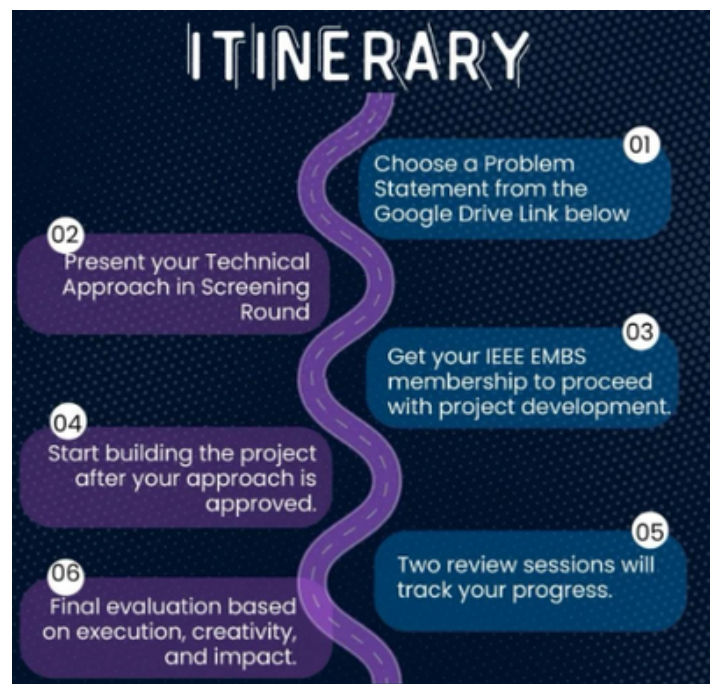 ITINERARY
01
Choose a Problem
Statement from the
Google Drive Link below
02
Present your Technical
Approach in Screening
Round
03
Get your IEEE EMBS
membership to proceed
with project development.
04
Start building the project
after your approach is
approved.
05
Two review sessions will
track your progress.
06
Final evaluation based
on execution, creativity,
and impact.